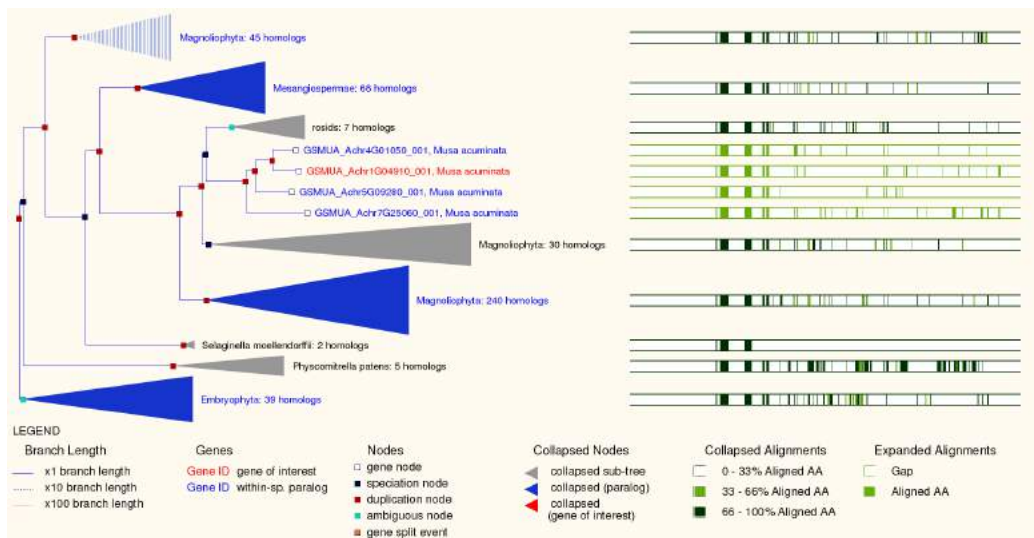 Magnoliophyta: 45 homologs
Mesangiospermae: 68 homologs
rosids: 7 homologs
GSMUA_Achr4G01050_001, Musa acuminata
GSMUA_Achr1G04910_001, Musa acuminata
GSMUA_Achr5G09280_001, Musa acuminata
GSMUA_Achr7G25060_001, Musa acuminata
Magnoliophyta: 30 homologs
Magnoliophyta: 240 homologs
Selaginella moellendorffii: 2 homologs
Physcomitrella patens: 5 homologs
Embryophyta: 39 homologs
LEGEND
Branch Length
x1 branch length
x10 branch length
x100 branch length
Genes
Gene ID gene of interest
Gene ID within-sp. paralog
Nodes
gene node
speciation node
duplication node
ambiguous node
gene split event
Collapsed Nodes
collapsed sub-tree
collapsed (paralog)
collapsed
(gene of interest)
Collapsed Alignments
0 - 33% Aligned AA
33 - 66% Aligned AA
66 - 100% Aligned AA
Expanded Alignments
Gap
Aligned AA